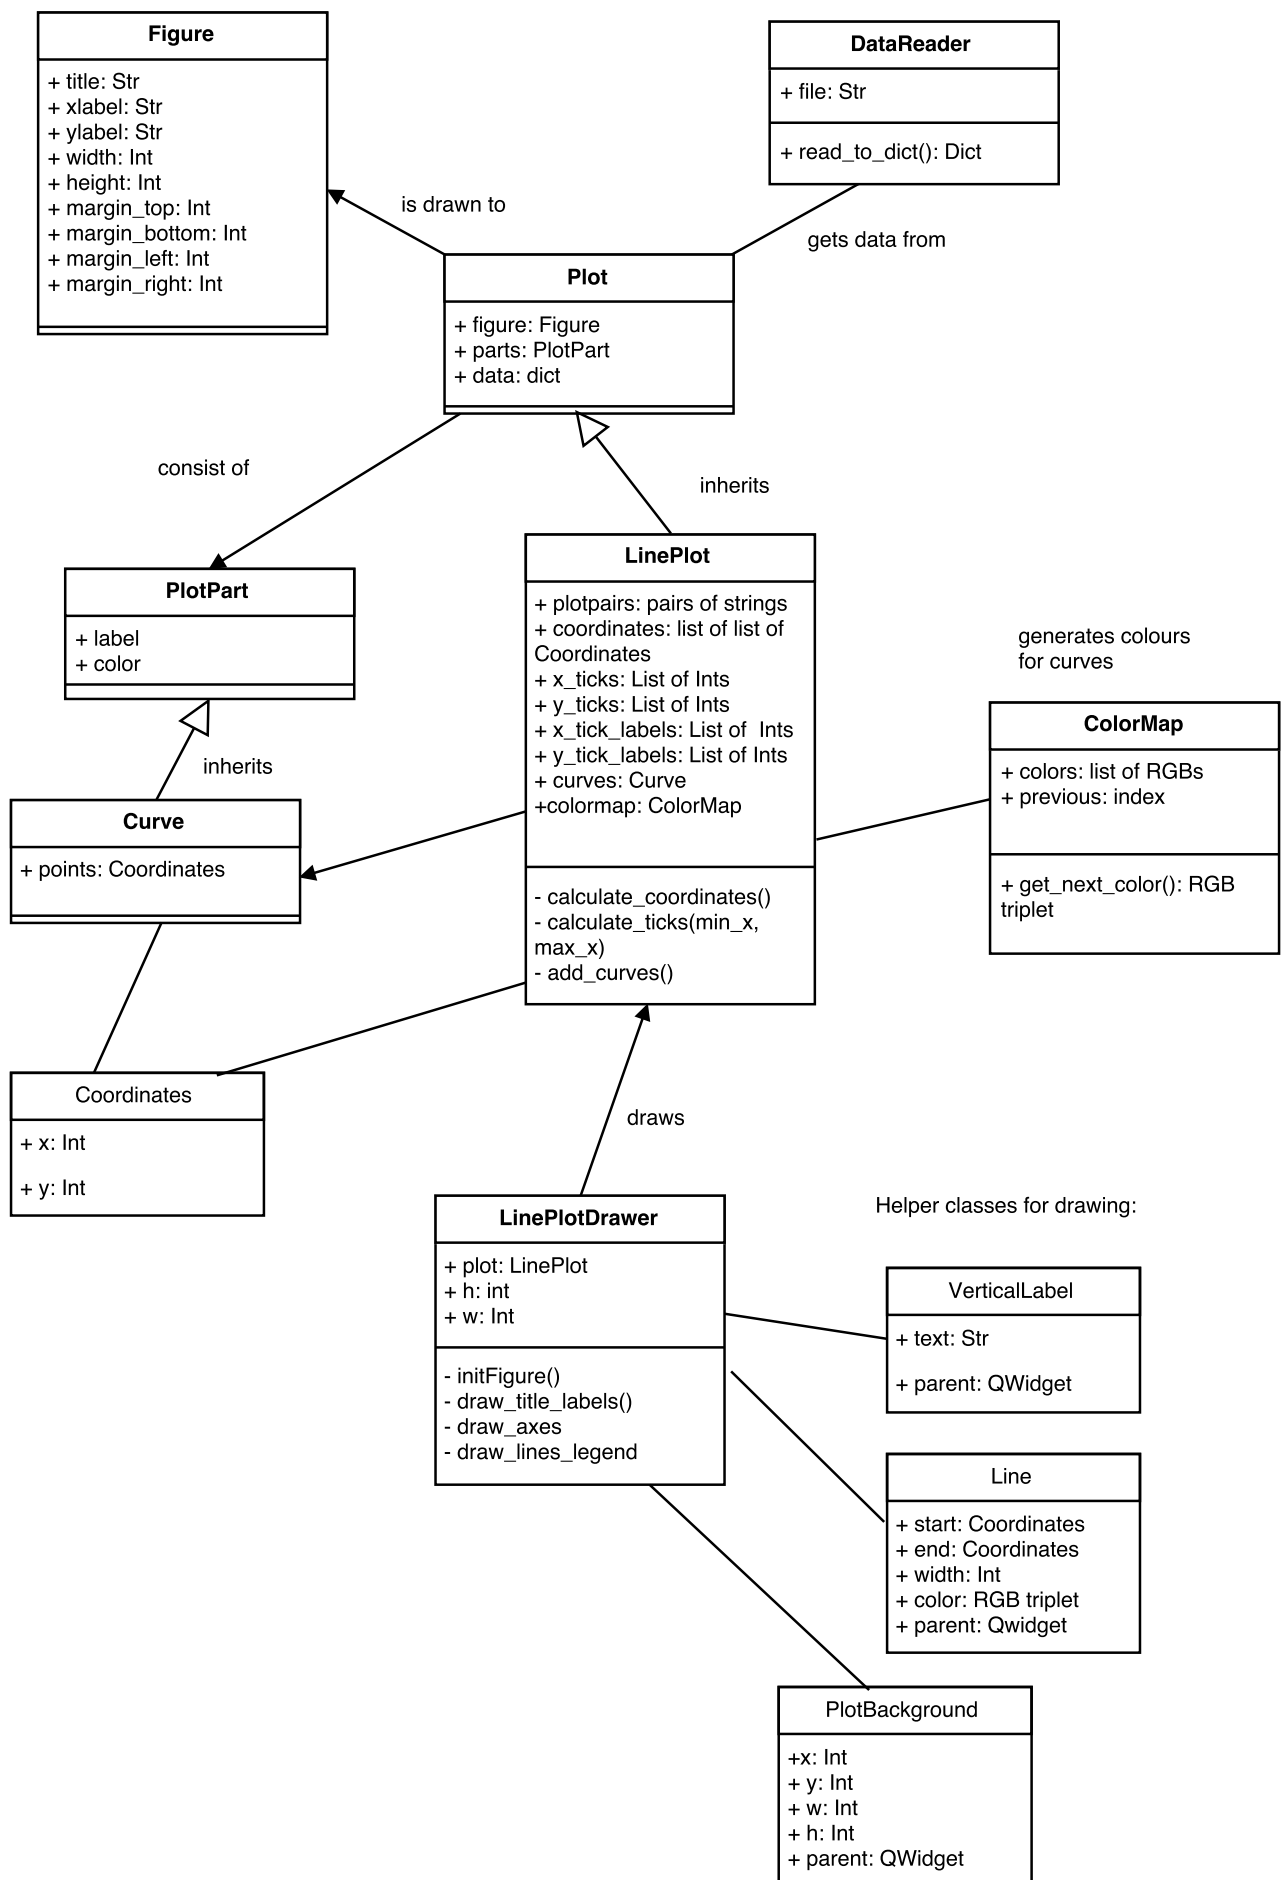 Figure
+ title: Str
+ xlabel: Str
+ ylabel: Str
+ width: Int
+ height: Int
+ margin_top: Int
+ margin_bottom: Int
+ margin_left: Int
+ margin_right: Int
DataReader
+ file: Str
+ read_to_dict(): Dict
is drawn to
gets data from
Plot
+ figure: Figure
+ parts: PlotPart
+ data: dict
consist of
inherits
PlotPart
+ label
+ color
LinePlot
+ plotpairs: pairs of strings
+ coordinates: list of list of
Coordinates
+ x_ticks: List of Ints
+ y_ticks: List of Ints
+ x_tick_labels: List of  Ints
+ y_tick_labels: List of Ints
+ curves: Curve
+colormap: ColorMap
- calculate_coordinates()
- calculate_ticks(min_x,
max_x)
- add_curves()
generates colours
for curves
ColorMap
+ colors: list of RGBs
+ previous: index
+ get_next_color(): RGB
triplet
inherits
Curve
+ points: Coordinates
Coordinates
+ x: Int
+ y: Int
draws
LinePlotDrawer
+ plot: LinePlot
+ h: int
+ w: Int
- initFigure()
- draw_title_labels()
- draw_axes
- draw_lines_legend
Helper classes for drawing:
VerticalLabel
+ text: Str
+ parent: QWidget
Line
+ start: Coordinates
+ end: Coordinates
+ width: Int
+ color: RGB triplet
+ parent: Qwidget
PlotBackground
+x: Int
+ y: Int
+ w: Int
+ h: Int
+ parent: QWidget